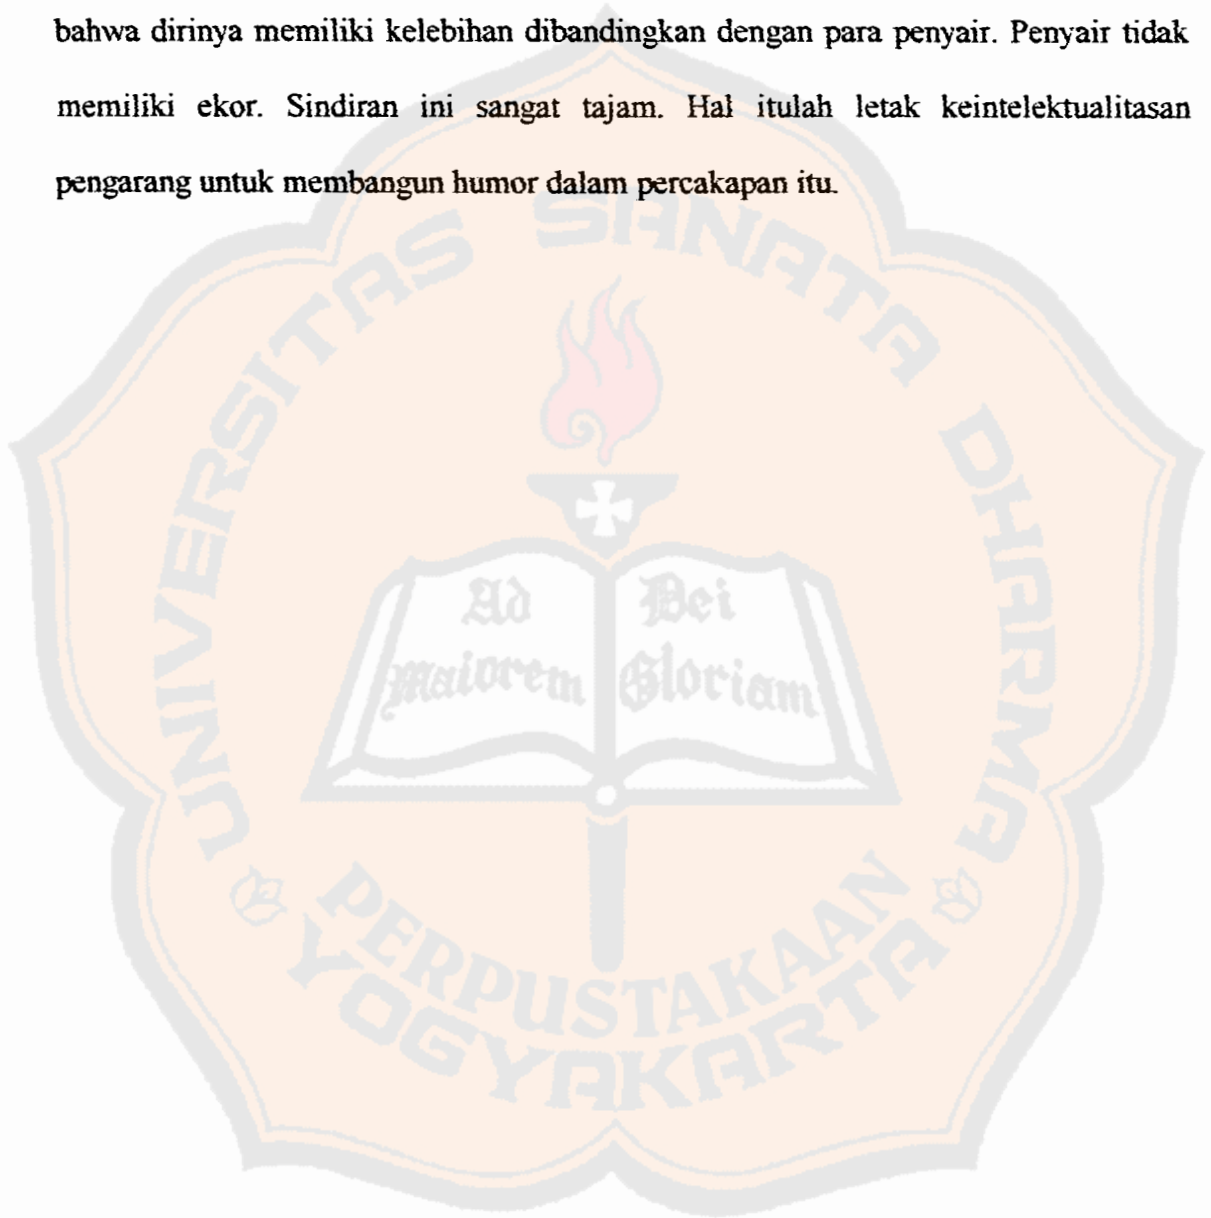 bahwa dirinya memiliki kelebihan dibandingkan dengan para penyair. Penyair tidak
memiliki ekor. Sindiran ini sangat tajam. Hal itulah letak keintelektualitasan
pengarang untuk membangun humor dalam percakapan itu.
UNIVERSITAS SANATA DHARMA
Ad Dei
maiorem Gloriam
PERPUSTAKAAN
YOGYAKARTA